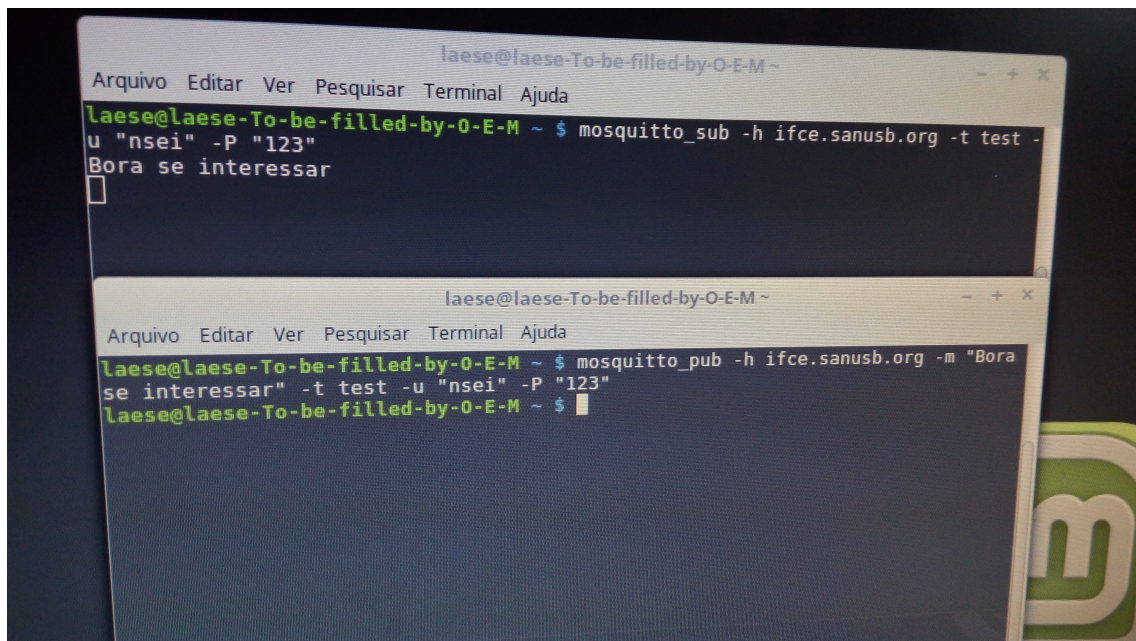 laese@laese-To-be-filled-by-O-E-M ~
Arquivo Editar Ver Pesquisar Terminal Ajuda
laese@laese-To-be-filled-by-O-E-M ~ $ mosquitto_sub -h ifce.sanusb.org -t test -
u "nsei" -P "123"
Bora se interessar
laese@laese-To-be-filled-by-O-E-M ~
Arquivo Editar Ver Pesquisar Terminal Ajuda
laese@laese-To-be-filled-by-O-E-M ~ $ mosquitto_pub -h ifce.sanusb.org -m "Bora
se interessar" -t test -u "nsei" -P "123"
laese@laese-To-be-filled-by-O-E-M ~ $